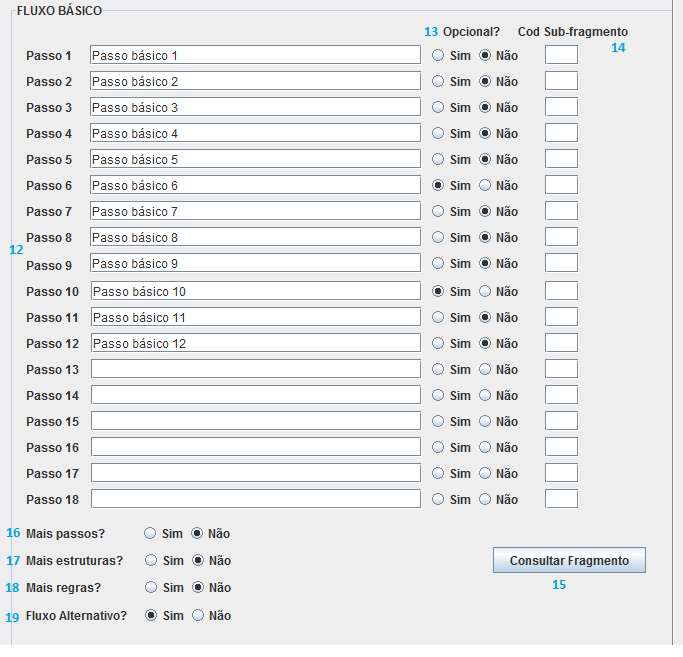 FLUXO BÁSICO
13 Opcional? Cod Sub-fragmento
14
Passo 1 Passo básico 1 Sim Não
Passo 2 Passo básico 2 Sim Não
Passo 3 Passo básico 3 Sim Não
Passo 4 Passo básico 4 Sim Não
Passo 5 Passo básico 5 Sim Não
Passo 6 Passo básico 6 Sim Não
Passo 7 Passo básico 7 Sim Não
Passo 8 Passo básico 8 Sim Não
12
Passo 9 Passo básico 9 Sim Não
Passo 10 Passo básico 10 Sim Não
Passo 11 Passo básico 11 Sim Não
Passo 12 Passo básico 12 Sim Não
Passo 13 Sim Não
Passo 14 Sim Não
Passo 15 Sim Não
Passo 16 Sim Não
Passo 17 Sim Não
Passo 18 Sim Não
16 Mais passos? Sim Não
17 Mais estruturas? Sim Não Consultar Fragmento
18 Mais regras? Sim Não 15
19 Fluxo Alternativo? Sim Não